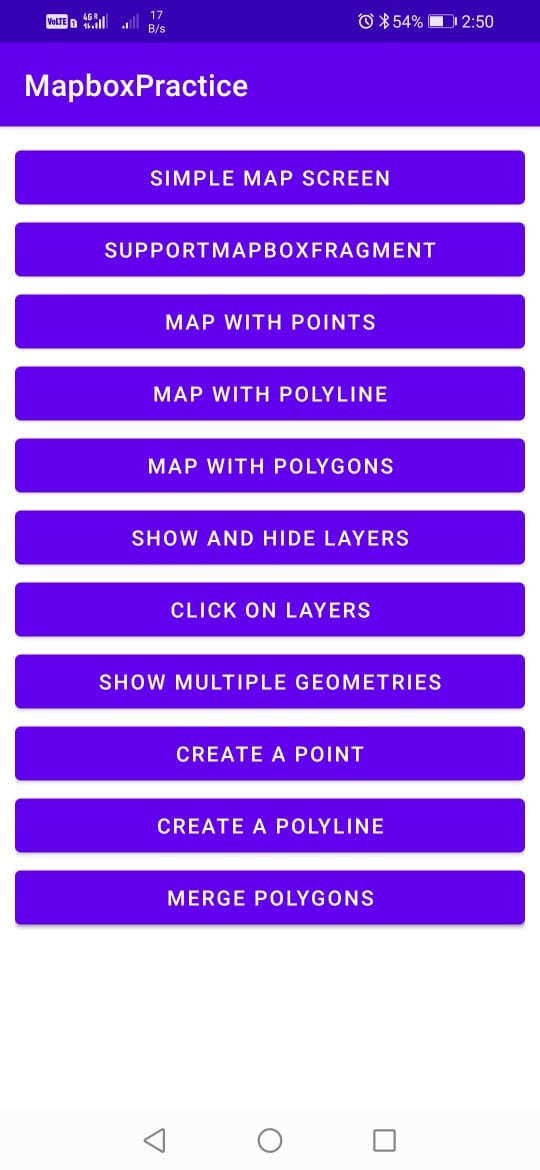 VoLTE 4G R 17 54% 2:50
B/s
MapboxPractice
SIMPLE MAP SCREEN
SUPPORTMAPBOXFRAGMENT
MAP WITH POINTS
MAP WITH POLYLINE
MAP WITH POLYGONS
SHOW AND HIDE LAYERS
CLICK ON LAYERS
SHOW MULTIPLE GEOMETRIES
CREATE A POINT
CREATE A POLYLINE
MERGE POLYGONS